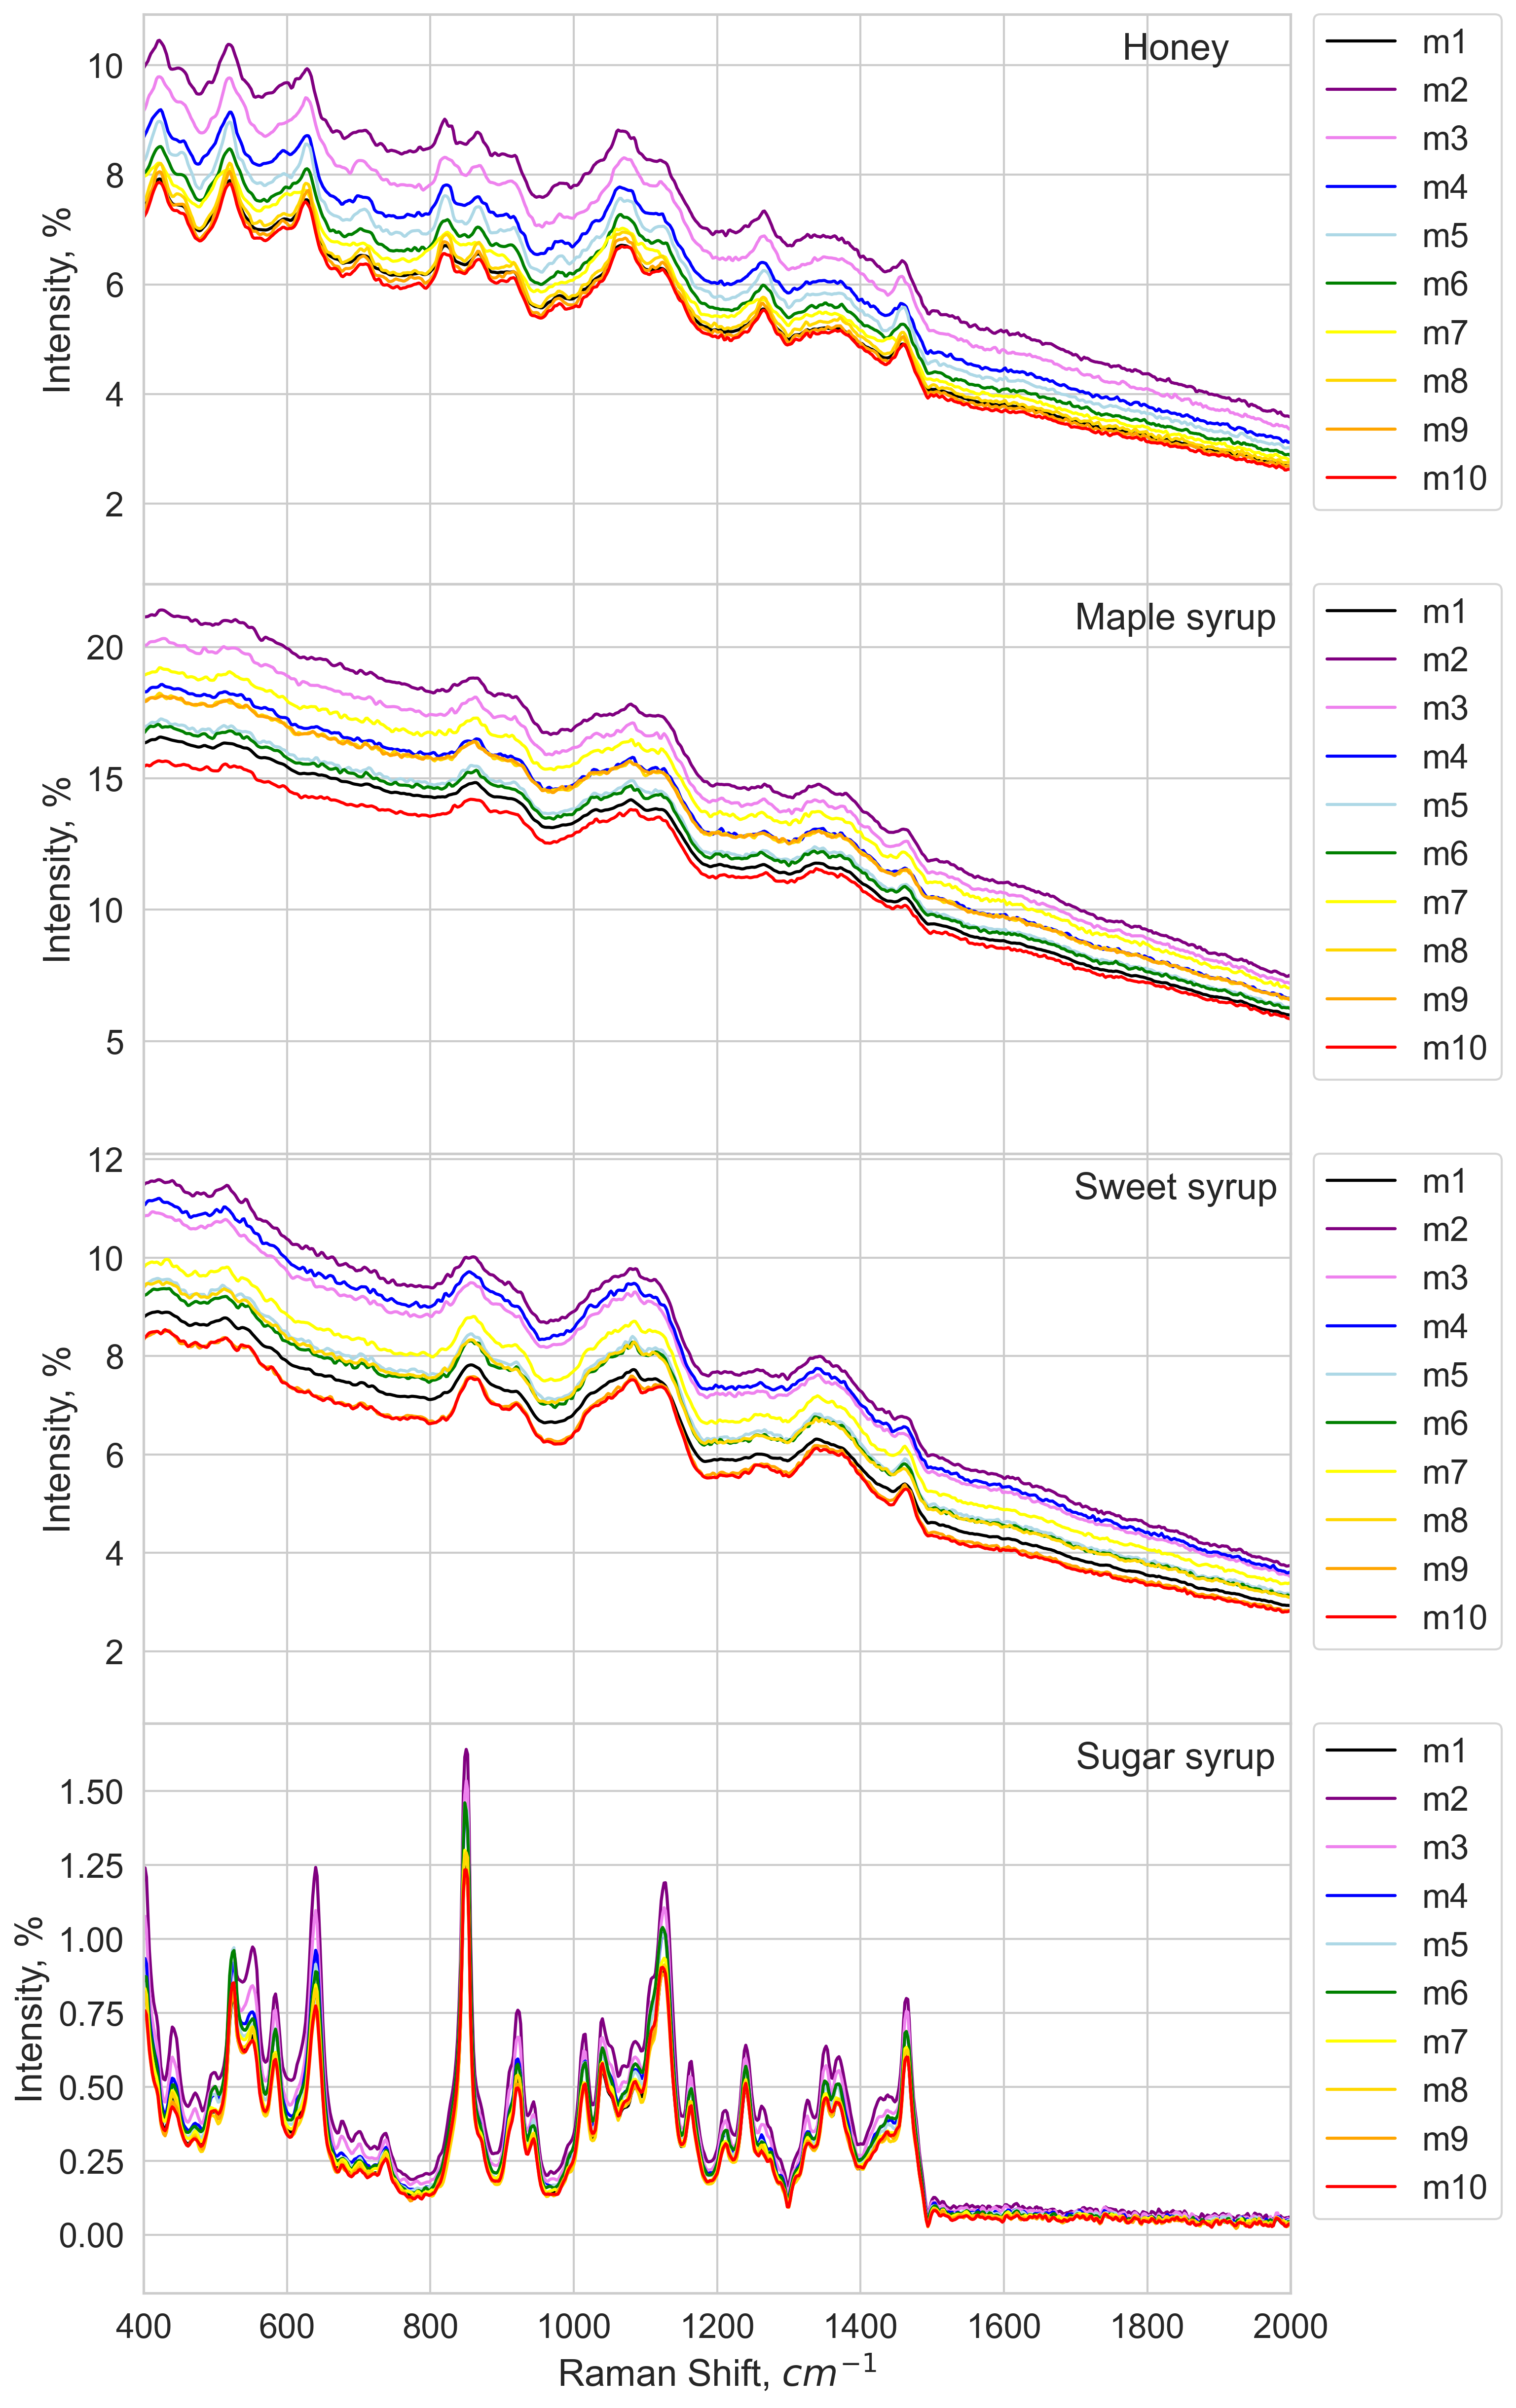 Honey
Intensity, %
10
8
6
4
2
m1
m2
m3
m4
m5
m6
m7
m8
m9
m10
Maple syrup
Intensity, %
20
15
10
5
m1
m2
m3
m4
m5
m6
m7
m8
m9
m10
Sweet syrup
Intensity, %
12
10
8
6
4
2
m1
m2
m3
m4
m5
m6
m7
m8
m9
m10
Sugar syrup
Intensity, %
1.50
1.25
1.00
0.75
0.50
0.25
0.00
m1
m2
m3
m4
m5
m6
m7
m8
m9
m10
400 600 800 1000 1200 1400 1600 1800 2000
Raman Shift, cm⁻¹